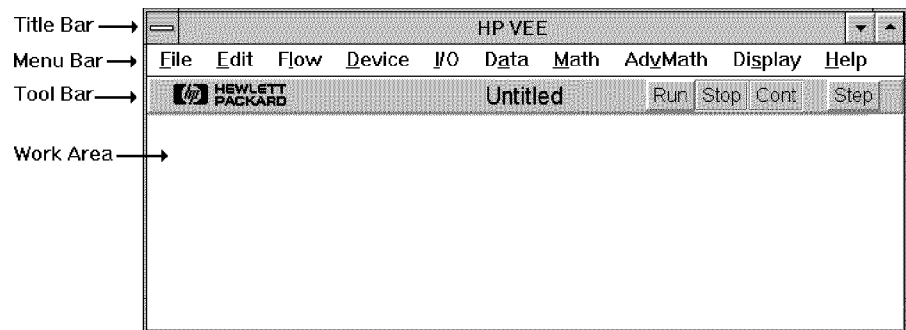 Title Bar
HP VEE
Menu Bar
File Edit Flow Device I/O Data Math AdvMath Display Help
Tool Bar
hp HEWLETT
PACKARD
Untitled
Run Stop Cont Step
Work Area